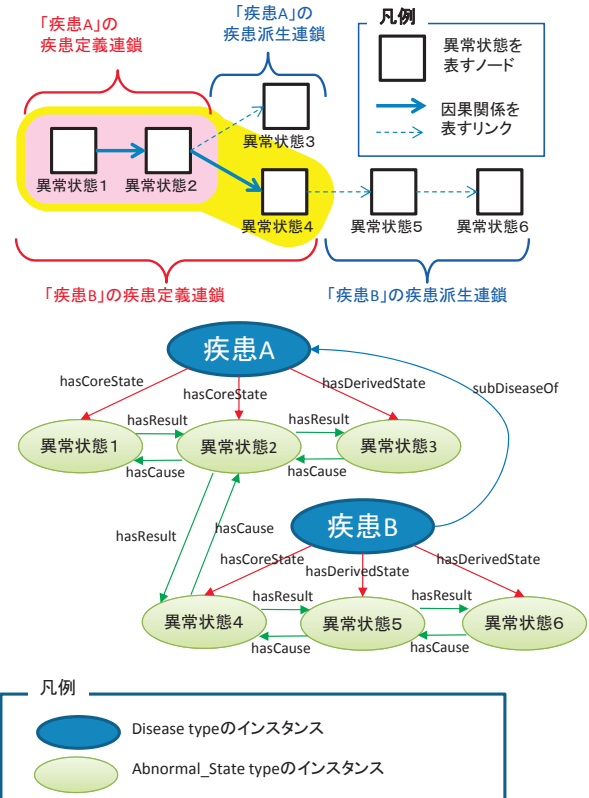 「疾患A」の
疾患定義連鎖
「疾患A」の
疾患派生連鎖
凡例
異常状態を
表すノード
因果関係を
表すリンク
異常状態1
異常状態2
異常状態3
異常状態4
異常状態5
異常状態6
「疾患B」の疾患定義連鎖
「疾患B」の疾患派生連鎖
疾患A
hasCoreState
hasCoreState
hasDerivedState
subDiseaseOf
異常状態1
hasResult
異常状態2
hasResult
異常状態3
hasCause
hasCause
hasResult
hasCause
疾患B
hasCoreState
hasDerivedState
hasDerivedState
異常状態4
hasResult
異常状態5
hasResult
異常状態6
hasCause
hasCause
凡例
Disease typeのインスタンス
Abnormal_State typeのインスタンス